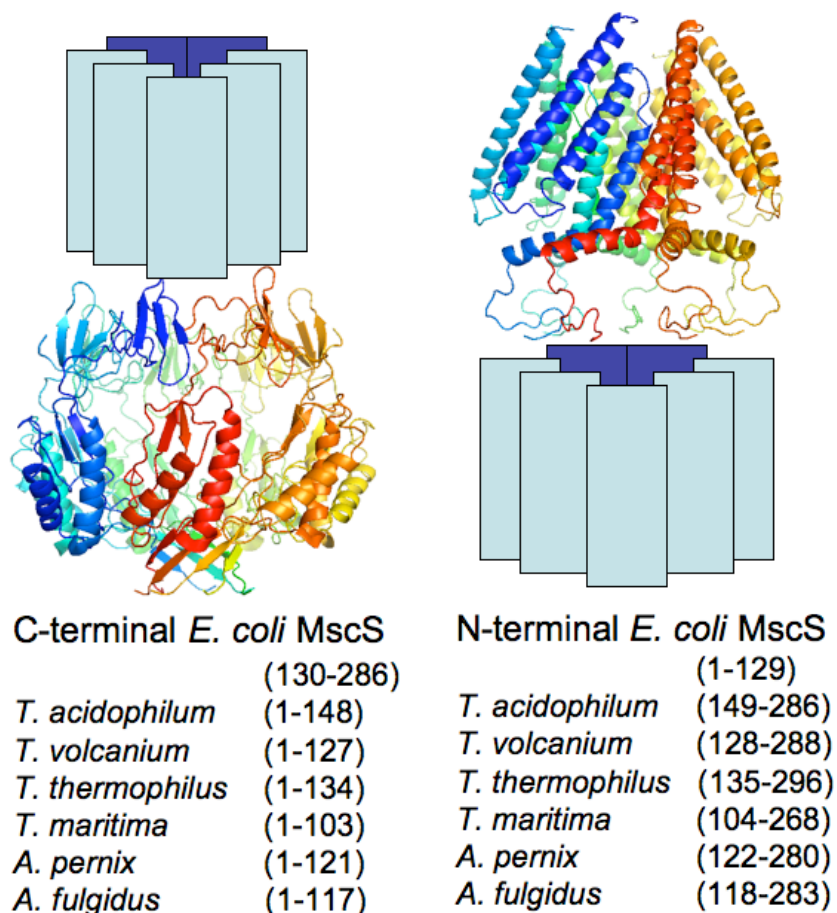 C-terminal E. coli MscS
(130-286)
T. acidophilum (1-148)
T. volcanium (1-127)
T. thermophilus (1-134)
T. maritima (1-103)
A. pernix (1-121)
A. fulgidus (1-117)
N-terminal E. coli MscS
(1-129)
T. acidophilum (149-286)
T. volcanium (128-288)
T. thermophilus (135-296)
T. maritima (104-268)
A. pernix (122-280)
A. fulgidus (118-283)